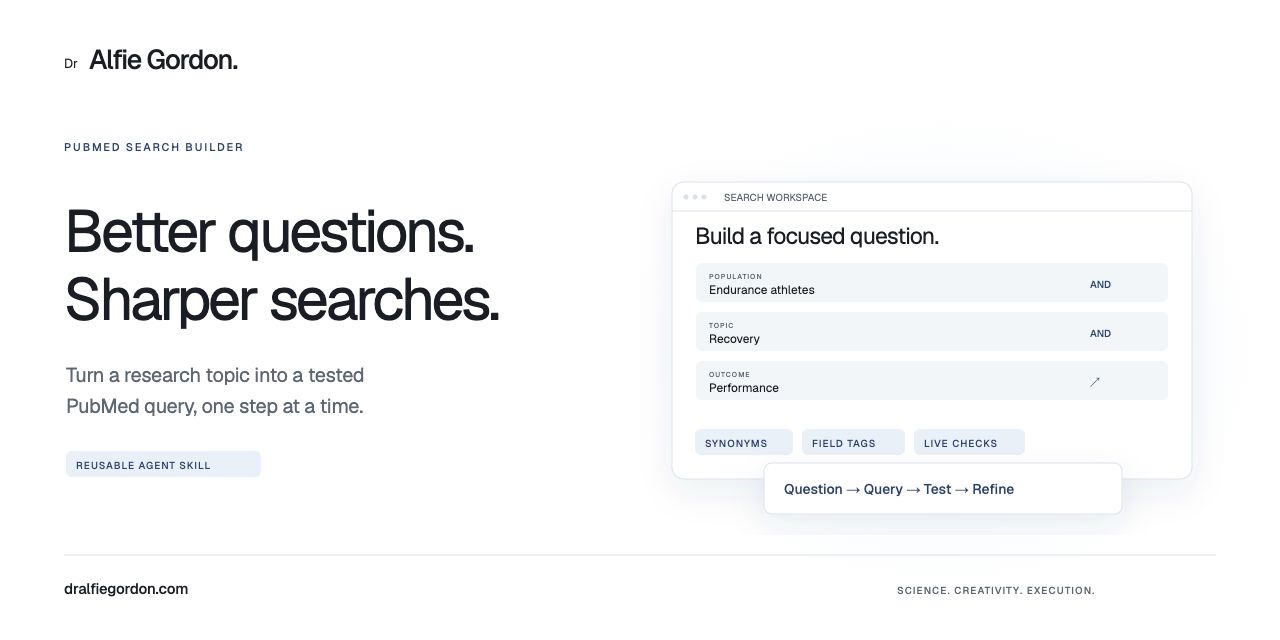 Dr Alfie Gordon.
PUBMED SEARCH BUILDER
Better questions.
Sharper searches.
Turn a research topic into a tested
PubMed query, one step at a time.
REUSABLE AGENT SKILL
SEARCH WORKSPACE
Build a focused question.
POPULATION
Endurance athletes
AND
TOPIC
Recovery
AND
OUTCOME
Performance
↗
SYNONYMS
FIELD TAGS
LIVE CHECKS
Question → Query → Test → Refine
dralfiegordon.com
SCIENCE. CREATIVITY. EXECUTION.